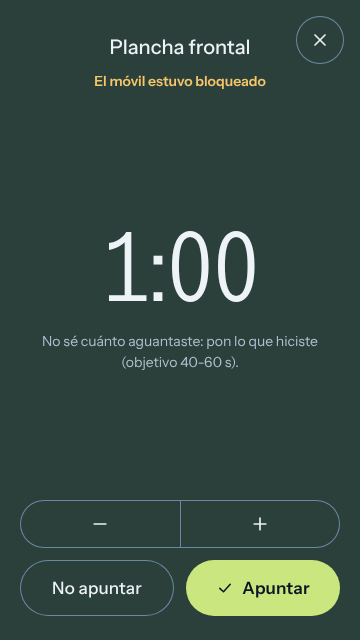 Plancha frontal
El móvil estuvo bloqueado
1:00
No sé cuánto aguantaste: pon lo que hiciste
(objetivo 40-60 s).
No apuntar
Apuntar